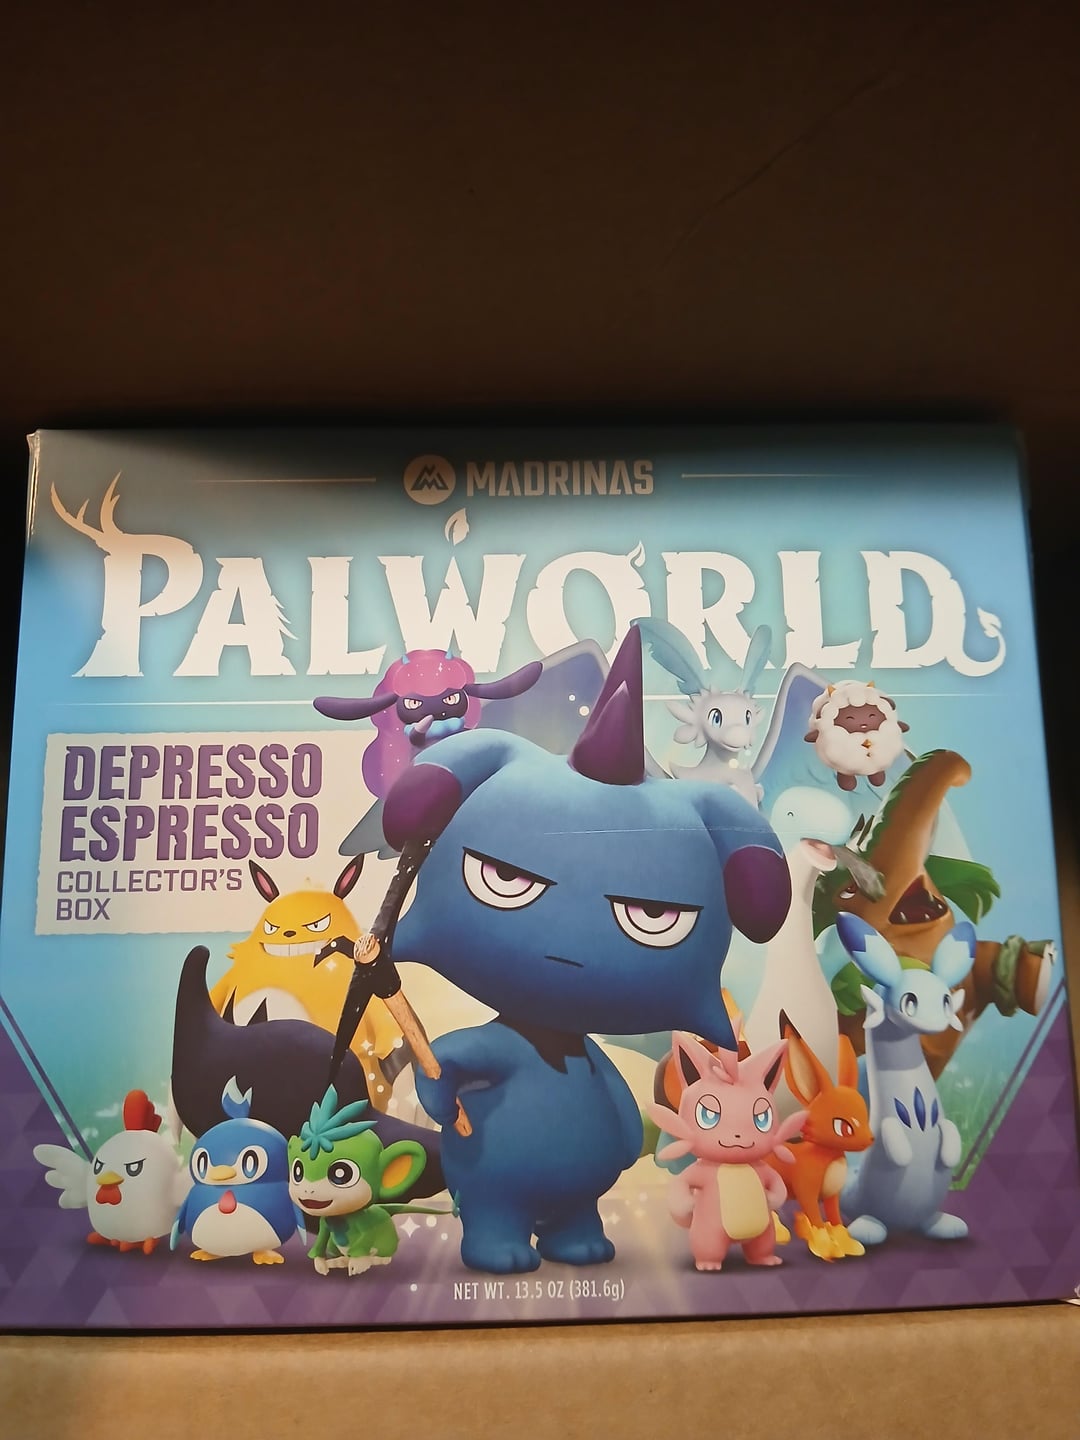 MADRINAS
PALWORLD
DEPRESSO
ESPRESSO
COLLECTOR'S
BOX
NET WT. 13.5 OZ (381.6g)